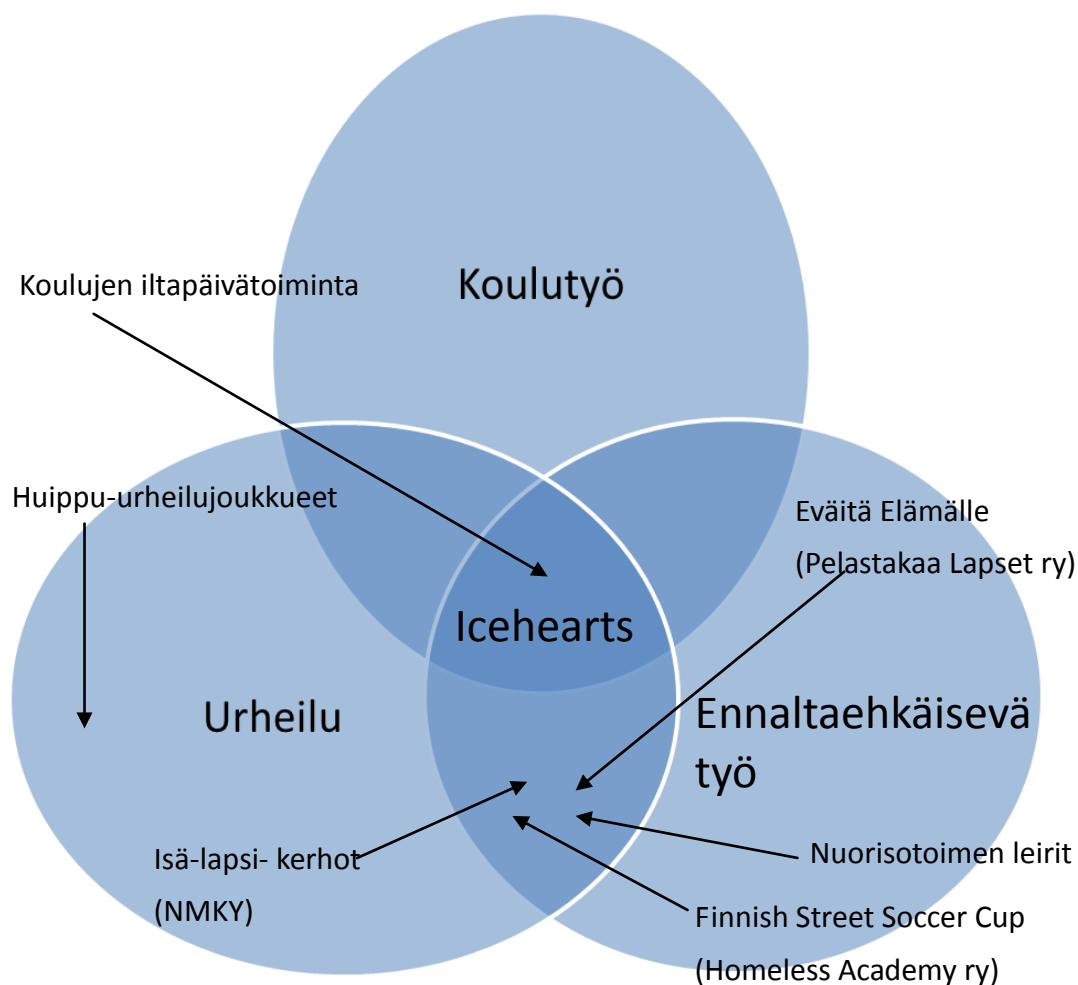 Koulutyö
Koulujen iltapäivätoiminta
Huippu-urheilujoukkueet
Eväitä Elämälle
(Pelastakaa Lapset ry)
Icehearts
Urheilu
Ennaltaehkäisevä
työ
Isä-lapsi- kerhot
(NMKY)
Nuorisotoimen leirit
Finnish Street Soccer Cup
(Homeless Academy ry)